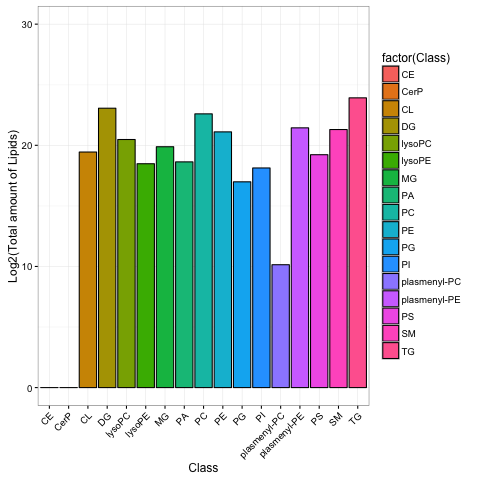 30
20
10
0
Log2(Total amount of Lipids)
CE
CerP
CL
DG
lysoPC
lysoPE
MG
PA
PC
PE
PG
PI
plasmenyl-PC
plasmenyl-PE
PS
SM
TG
Class
factor(Class)
CE
CerP
CL
DG
lysoPC
lysoPE
MG
PA
PC
PE
PG
PI
plasmenyl-PC
plasmenyl-PE
PS
SM
TG